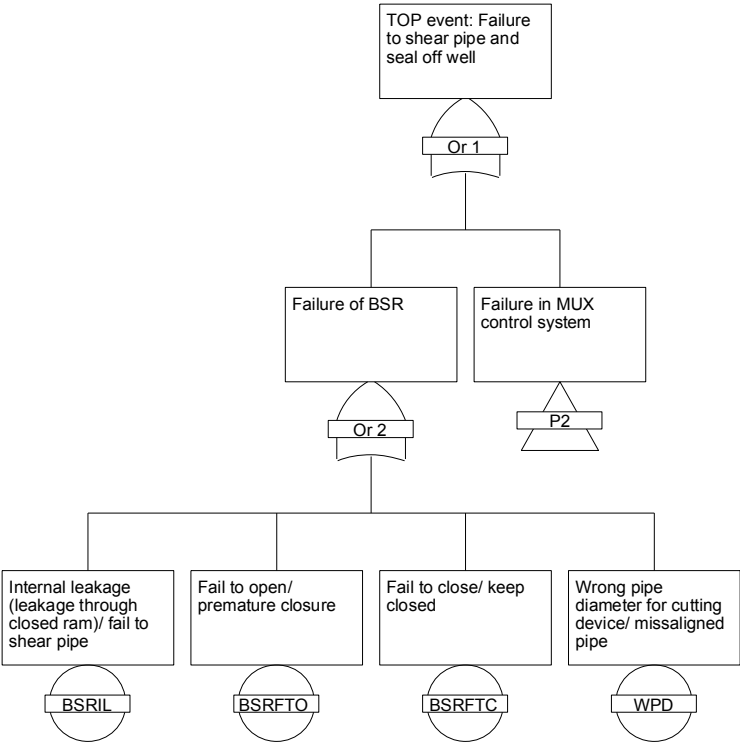 TOP event: Failure
to shear pipe and
seal off well
Or 1
Failure of BSR
Failure in MUX
control system
Or 2
P2
Internal leakage
(leakage through
closed ram)/ fail to
shear pipe
Fail to open/
premature closure
Fail to close/ keep
closed
Wrong pipe
diameter for cutting
device/ missaligned
pipe
BSRIL
BSRFTO
BSRFTC
WPD